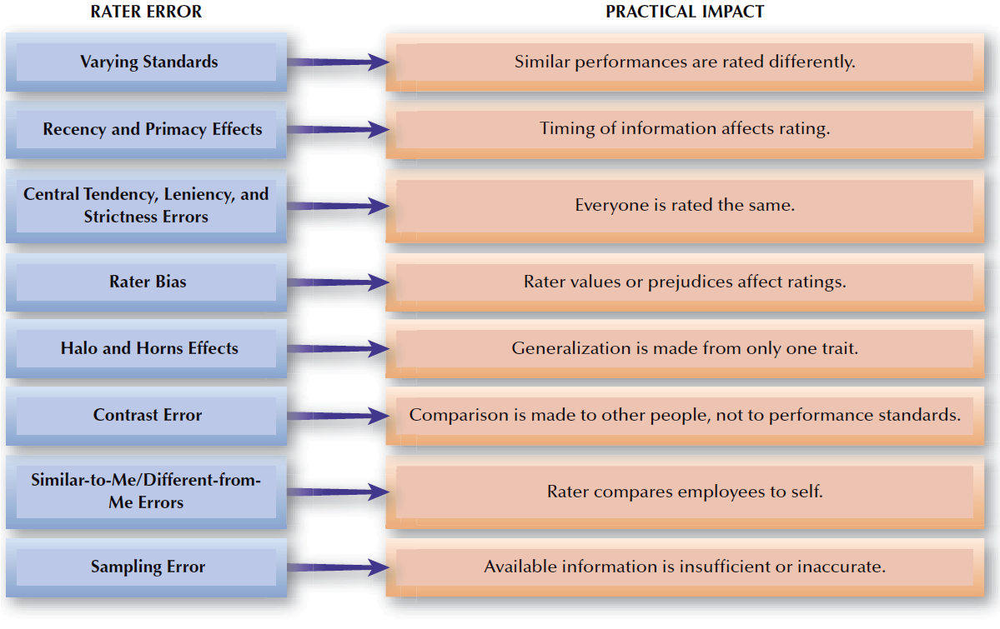 RATER ERROR PRACTICAL IMPACT
Varying Standards Similar performances are rated differently.
Recency and Primacy Effects Timing of information affects rating.
Central Tendency, Leniency, and
Strictness Errors
Everyone is rated the same.
Rater Bias Rater values or prejudices affect ratings.
Halo and Horns Effects Generalization is made from only one trait.
Contrast Error Comparison is made to other people, not to performance standards.
Similar-to-Me/Different-from-
Me Errors
Rater compares employees to self.
Sampling Error Available information is insufficient or inaccurate.